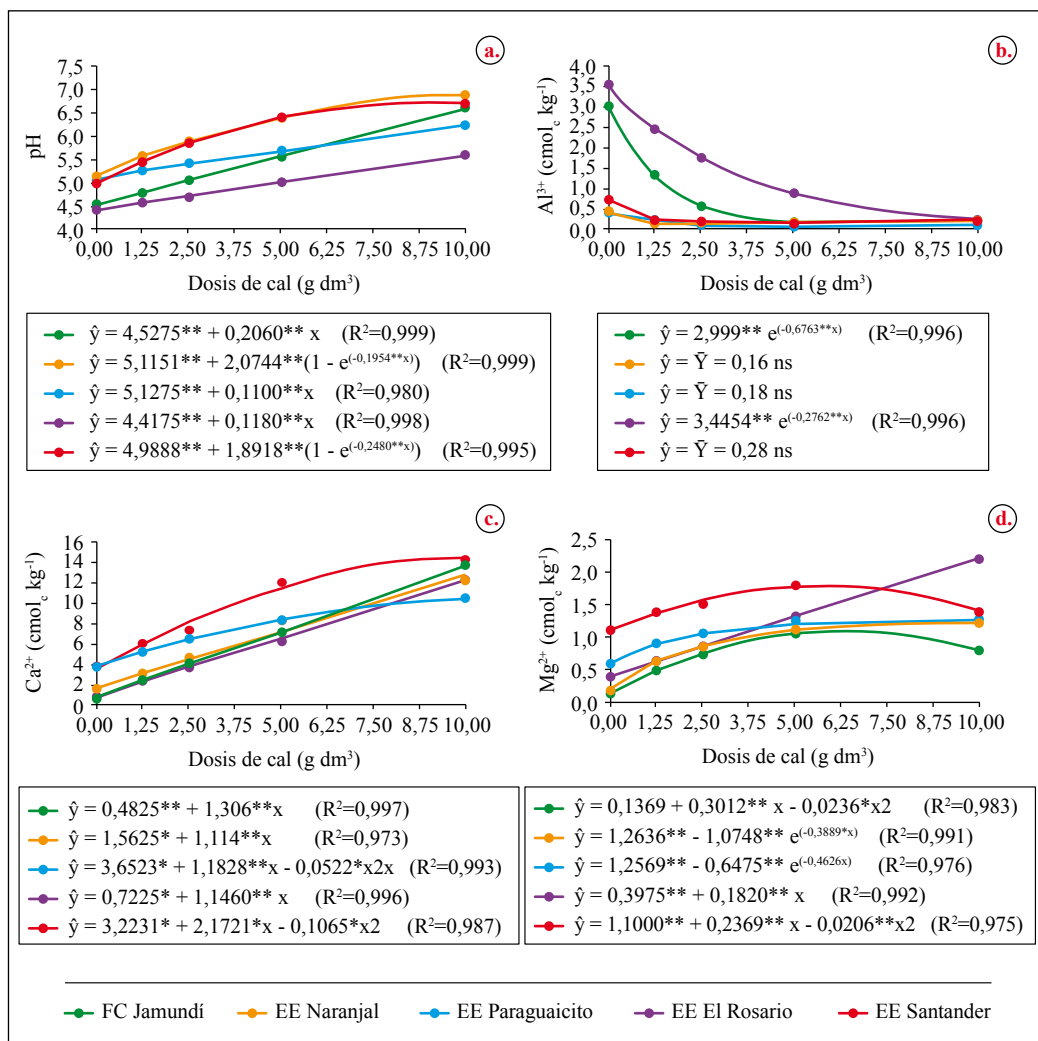 a.
7,5
7,0
6,5
6,0
5,5
5,0
4,5
4,0
pH
0,00 1,25 2,50 3,75 5,00 6,25 7,50 8,75 10,00
Dosis de cal (g dm³)
ŷ = 4,5275** + 0,2060** x (R²=0,999)
ŷ = 5,1151** + 2,0744**(1 - e^(-0,1954**x)) (R²=0,999)
ŷ = 5,1275** + 0,1100**x (R²=0,980)
ŷ = 4,4175** + 0,1180**x (R²=0,998)
ŷ = 4,9888** + 1,8918**(1 - e^(-0,2480**x)) (R²=0,995)
b.
4,0
3,5
3,0
2,5
2,0
1,5
1,0
0,5
0,0
Al³⁺ (cmol_c kg⁻¹)
0,00 1,25 2,50 3,75 5,00 6,25 7,50 8,75 10,00
Dosis de cal (g dm³)
ŷ = 2,999** e^(-0,6763**x) (R²=0,996)
ŷ = Ȳ = 0,16 ns
ŷ = Ȳ = 0,18 ns
ŷ = 3,4454** e^(-0,2762**x) (R²=0,996)
ŷ = Ȳ = 0,28 ns
c.
16
14
12
10
8
6
4
2
0
Ca²⁺ (cmol_c kg⁻¹)
0,00 1,25 2,50 3,75 5,00 6,25 7,50 8,75 10,00
Dosis de cal (g dm³)
ŷ = 0,4825** + 1,306**x (R²=0,997)
ŷ = 1,5625* + 1,114**x (R²=0,973)
ŷ = 3,6523* + 1,1828**x - 0,0522*x2x (R²=0,993)
ŷ = 0,7225* + 1,1460** x (R²=0,996)
ŷ = 3,2231* + 2,1721*x - 0,1065*x2 (R²=0,987)
d.
2,5
2,0
1,5
1,0
0,5
0,0
Mg²⁺ (cmol_c kg⁻¹)
0,00 1,25 2,50 3,75 5,00 6,25 7,50 8,75 10,00
Dosis de cal (g dm³)
ŷ = 0,1369 + 0,3012** x - 0,0236*x2 (R²=0,983)
ŷ = 1,2636** - 1,0748** e^(-0,3889*x) (R²=0,991)
ŷ = 1,2569** - 0,6475** e^(-0,4626x) (R²=0,976)
ŷ = 0,3975** + 0,1820** x (R²=0,992)
ŷ = 1,1000** + 0,2369** x - 0,0206**x2 (R²=0,975)
FC Jamundí EE Naranjal EE Paraguaicito EE El Rosario EE Santander